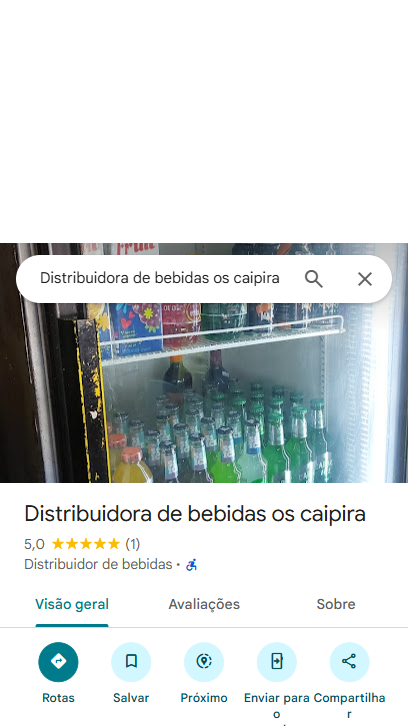 Distribuidora de bebidas os caipira
Distribuidora de bebidas os caipira
5,0 (1)
Distribuidor de bebidas ·
Visão geral Avaliações Sobre
Rotas Salvar Próximo Enviar para Compartilha
o r